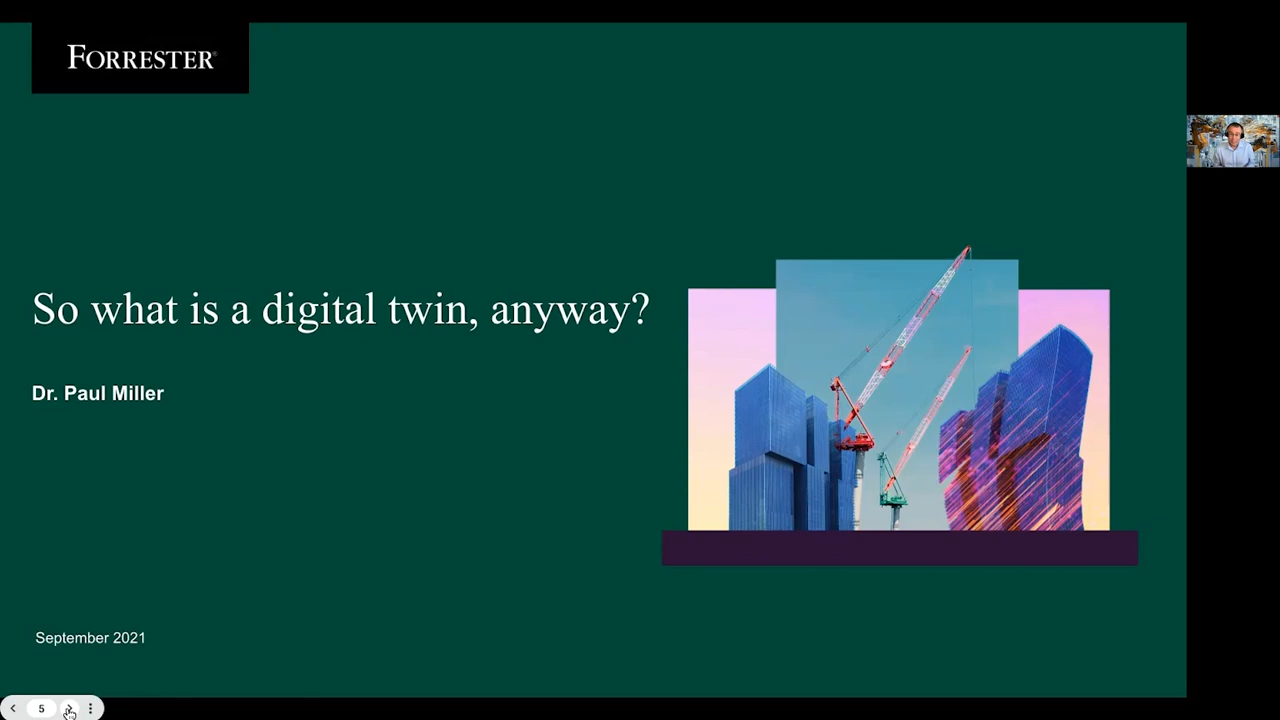 FORRESTER®
So what is a digital twin, anyway?
Dr. Paul Miller
September 2021
5